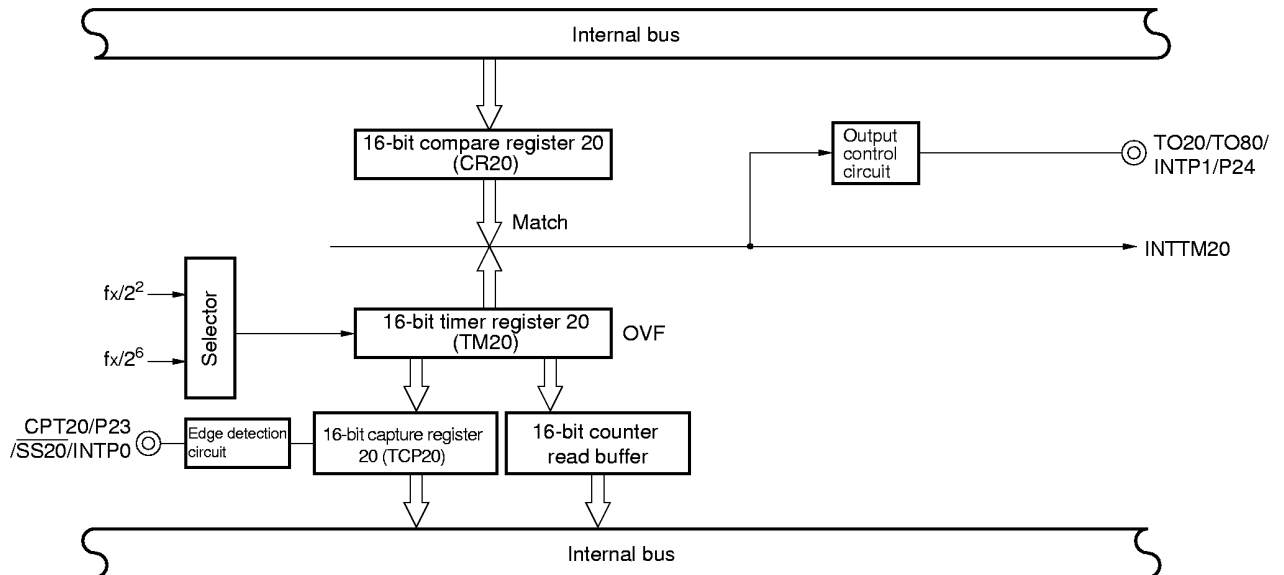 Internal bus
16-bit compare register 20
(CR20)
Output
control
circuit
TO20/TO80/
INTP1/P24
Match
INTTM20
fx/2²
fx/2⁶
Selector
16-bit timer register 20
(TM20)
OVF
CPT20/P23
/S̅S̅2̅0̅/INTP0
Edge detection
circuit
16-bit capture register
20 (TCP20)
16-bit counter
read buffer
Internal bus